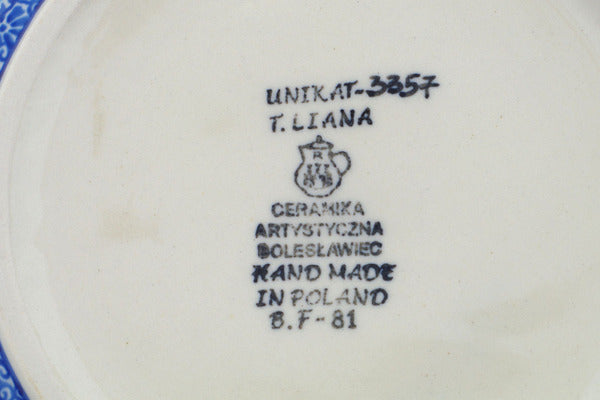 UNIKAT-3357
T. LIANA
CERAMIKA
ARTYSTYCZNA
BOLESŁAWIEC
HAND MADE
IN POLAND
B.F-81